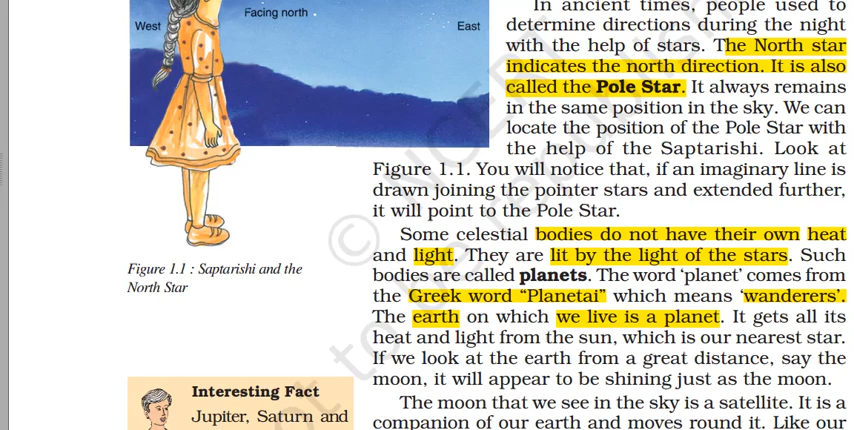 West
Facing north
East
In ancient times, people used to
determine directions during the night
with the help of stars. The North star
indicates the north direction. It is also
called the Pole Star. It always remains
in the same position in the sky. We can
locate the position of the Pole Star with
the help of the Saptarishi. Look at
Figure 1.1. You will notice that, if an imaginary line is
drawn joining the pointer stars and extended further,
it will point to the Pole Star.
Some celestial bodies do not have their own heat
and light. They are lit by the light of the stars. Such
bodies are called planets. The word ‘planet’ comes from
the Greek word “Planetai” which means ‘wanderers’.
The earth on which we live is a planet. It gets all its
heat and light from the sun, which is our nearest star.
If we look at the earth from a great distance, say the
moon, it will appear to be shining just as the moon.
The moon that we see in the sky is a satellite. It is a
companion of our earth and moves round it. Like our
Figure 1.1 : Saptarishi and the
North Star
Interesting Fact
Jupiter, Saturn and
© NCERT
not to be republish